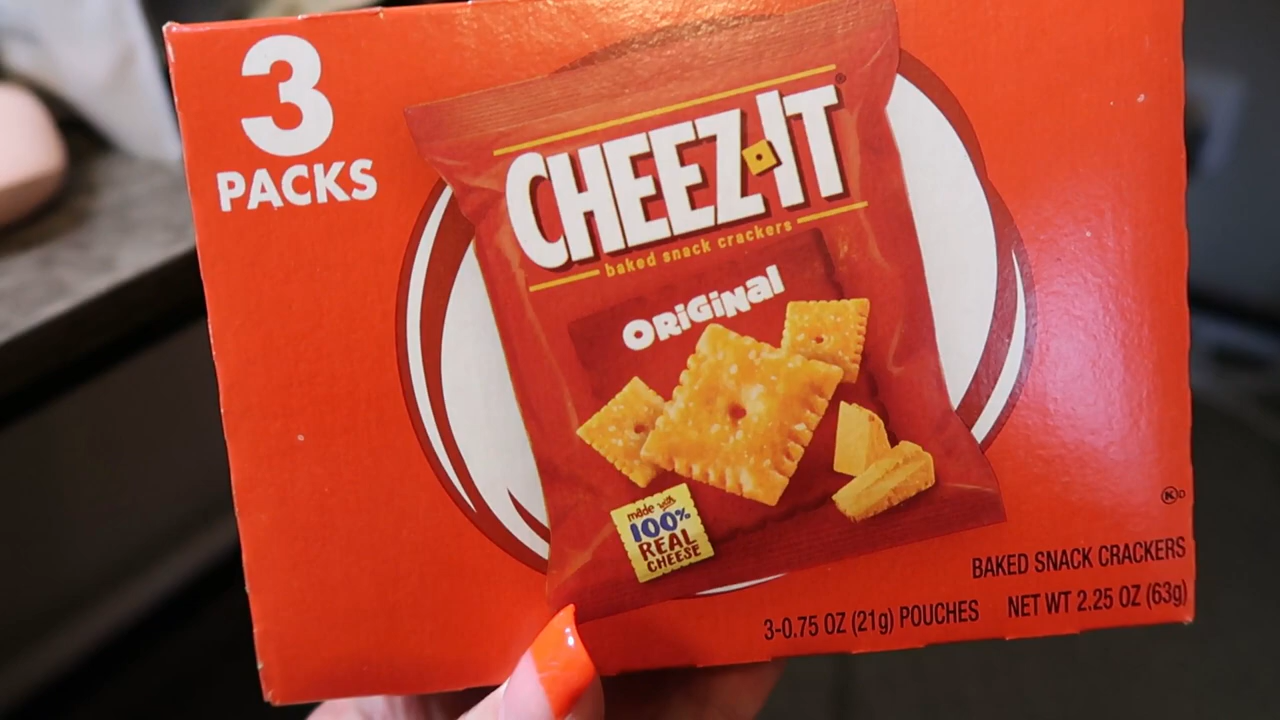 3
PACKS
CHEEZ-IT®
baked snack crackers
ORIGINAL
made with
100%
REAL
CHEESE
K D
BAKED SNACK CRACKERS
3-0.75 OZ (21g) POUCHES NET WT 2.25 OZ (63g)